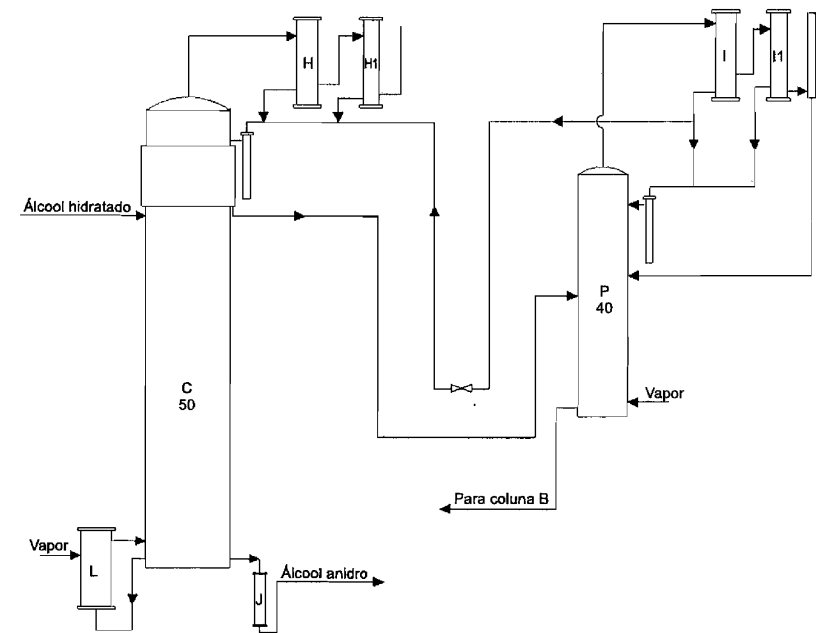 H
H1
I
I1
Álcool hidratado
P
40
C
50
Vapor
Para coluna B
Vapor
L
J
Álcool anidro